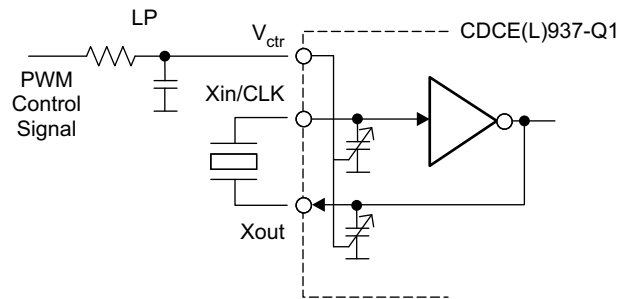 LP
Vctr
CDCE(L)937-Q1
PWM
Control
Signal
Xin/CLK
Xout